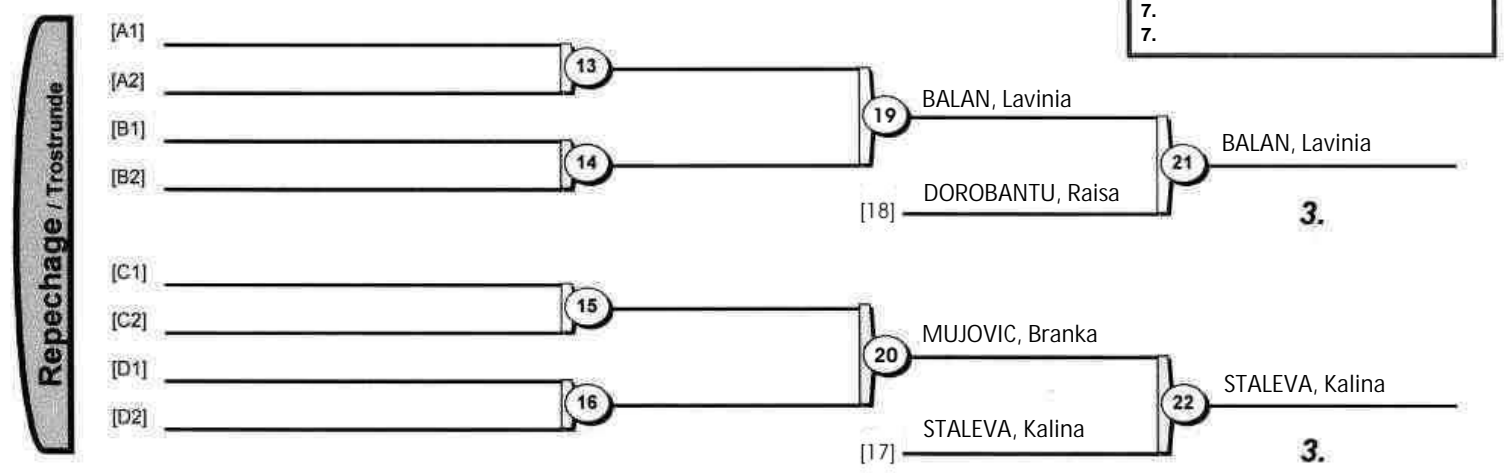 7.
7.
Repechage / Trostrunde
[A1]
13
[A2]
19
BALAN, Lavinia
[B1]
14
[B2]
21
BALAN, Lavinia
[18]
DOROBANTU, Raisa
3.
[C1]
15
[C2]
20
MUJOVIC, Branka
[D1]
16
[D2]
22
STALEVA, Kalina
[17]
STALEVA, Kalina
3.